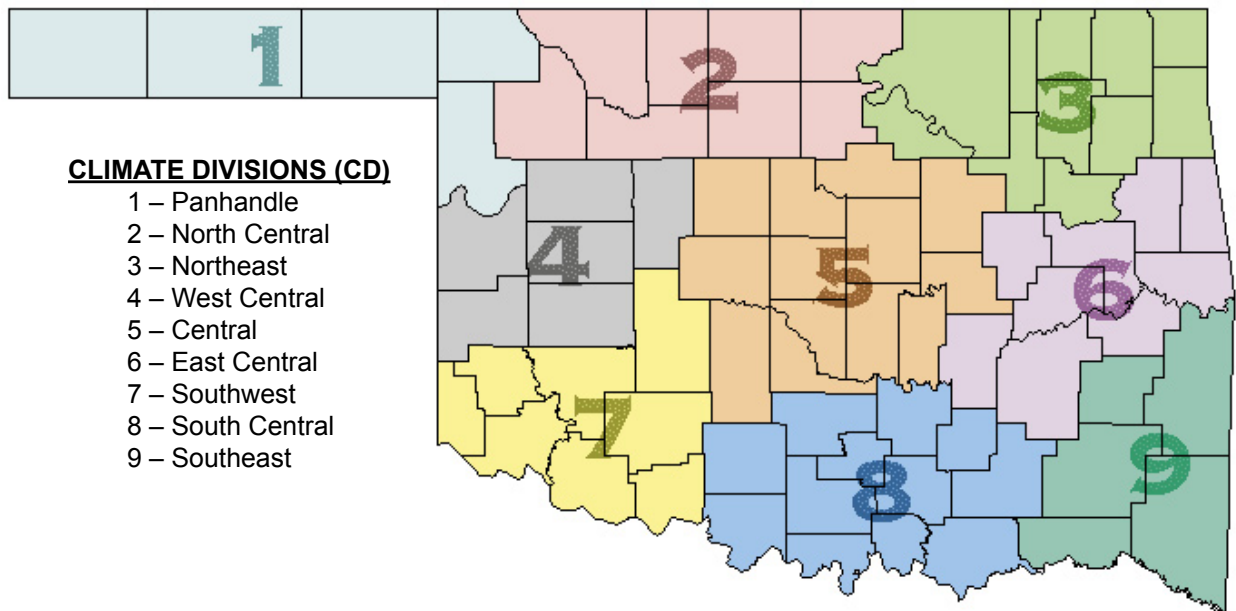 1
2
3
CLIMATE DIVISIONS (CD)
1 – Panhandle
2 – North Central
3 – Northeast
4 – West Central
5 – Central
6 – East Central
7 – Southwest
8 – South Central
9 – Southeast
4
5
6
7
8
9